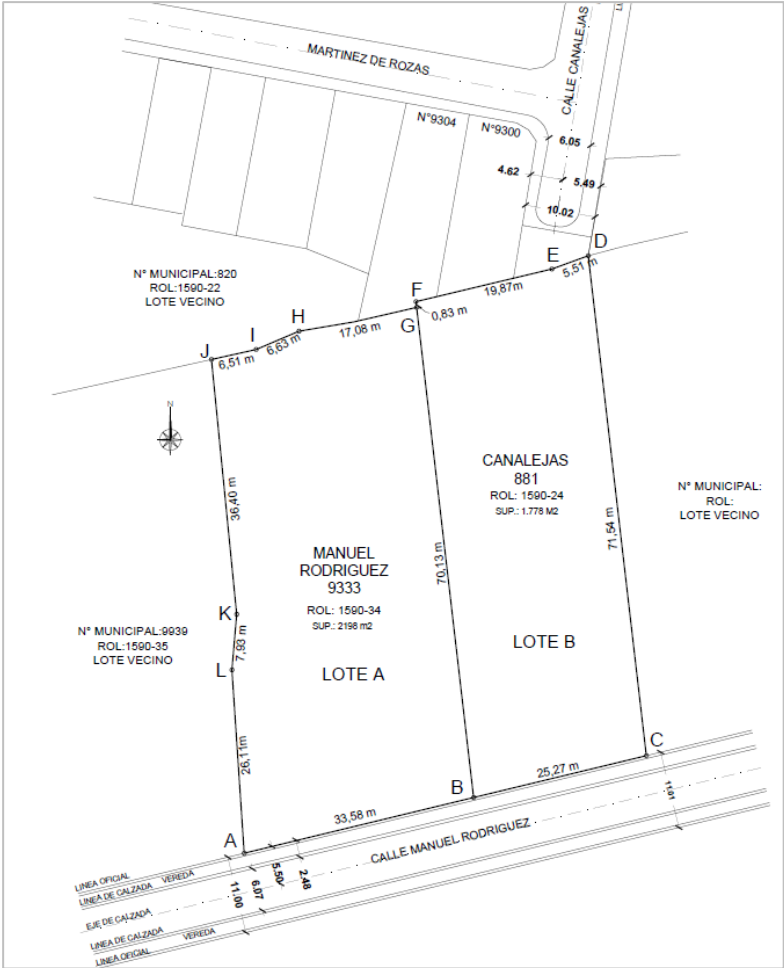 MARTINEZ DE ROZAS
CALLE CANALEJAS
N°9304
N°9300
6.05
4.62
5.49
10.02
D
E
5,51 m
N° MUNICIPAL:820
ROL:1590-22
LOTE VECINO
F
19,87m
0,83 m
G
H
17,08 m
I
6,63 m
J
6,51 m
N
36,40 m
CANALEJAS
881
ROL: 1590-24
SUP.: 1.778 M2
N° MUNICIPAL:
ROL:
LOTE VECINO
71,54 m
70,13 m
MANUEL
RODRIGUEZ
9333
ROL: 1590-34
SUP.: 2198 m2
K
7,93 m
N° MUNICIPAL:9939
ROL:1590-35
LOTE VECINO
L
LOTE A
LOTE B
26,11m
C
25,27 m
B
11.01
33,58 m
A
CALLE MANUEL RODRIGUEZ
LINEA OFICIAL
LINEA DE CALZADA
VEREDA
EJE DE CALZADA
LINEA DE CALZADA
VEREDA
LINEA OFICIAL
11.00
6.07
5.50
2.48